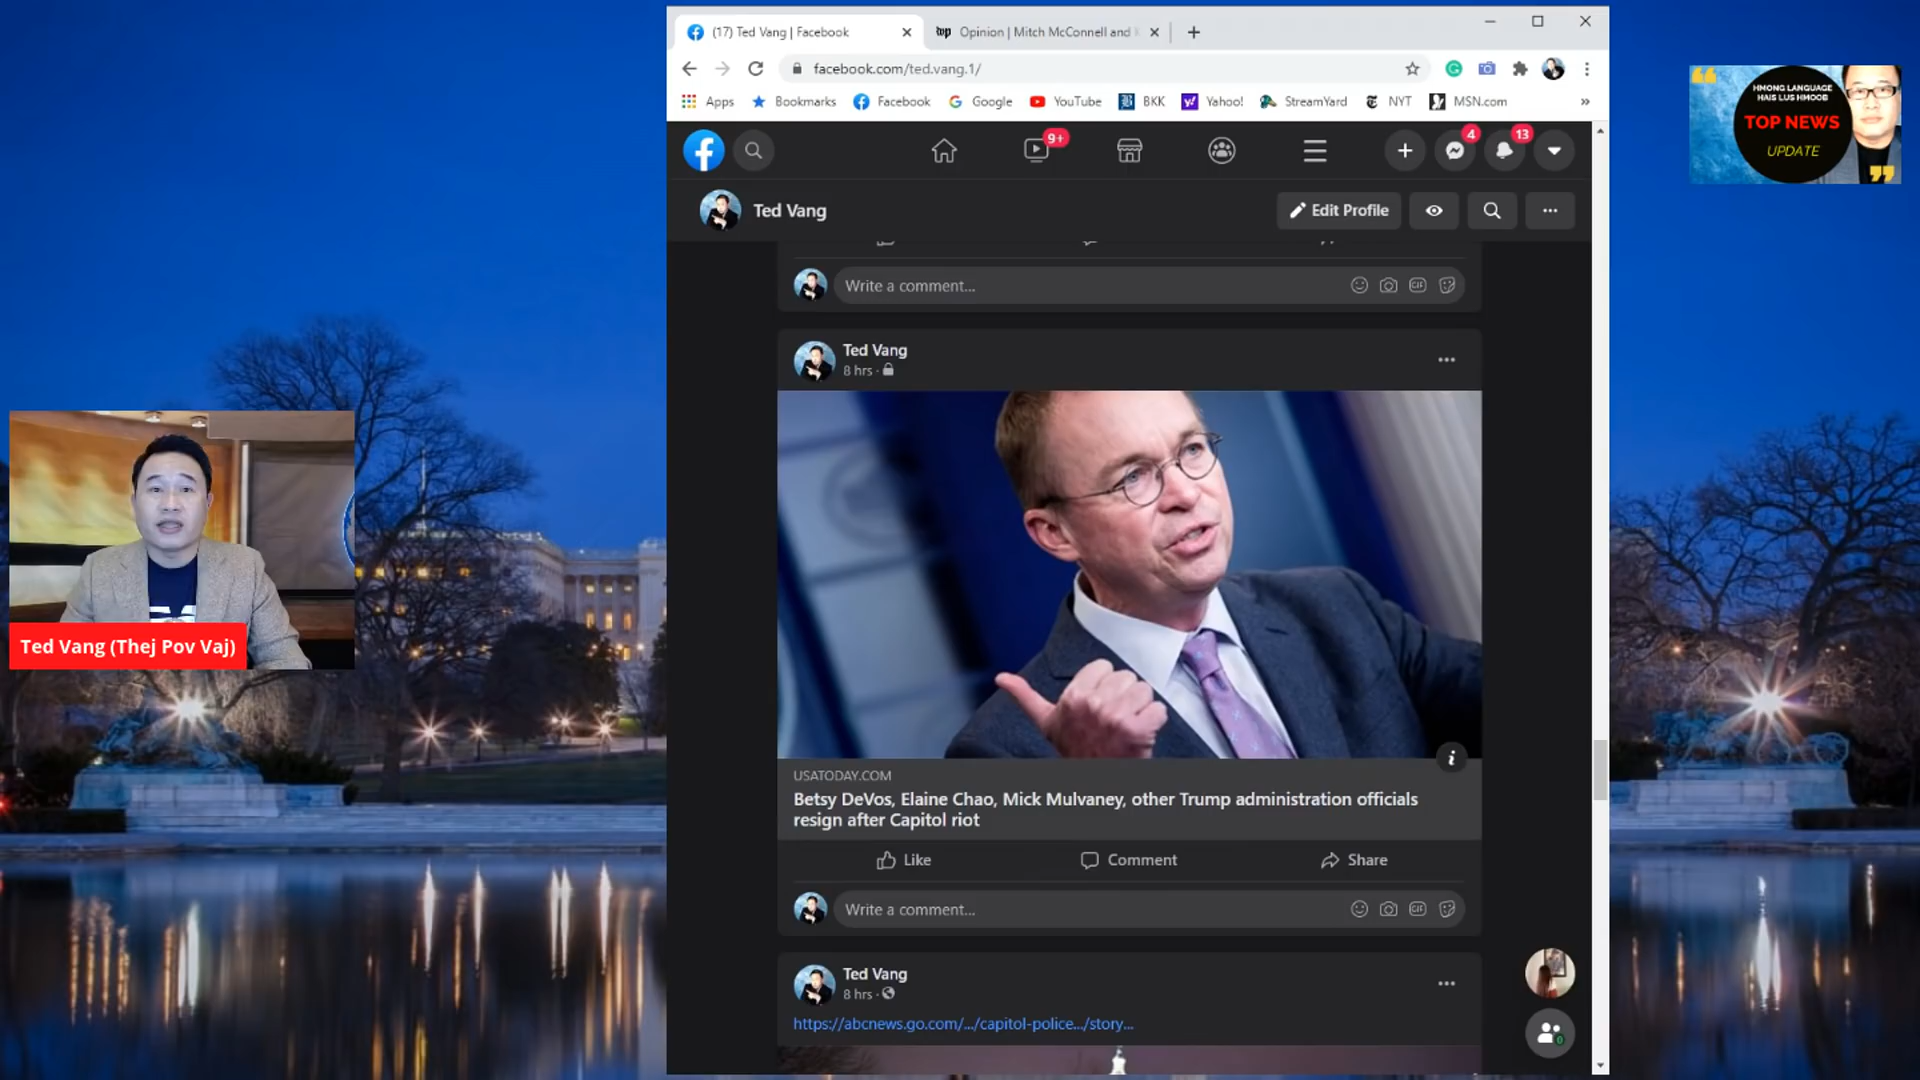 (17) Ted Vang | Facebook
Opinion | Mitch McConnell and
facebook.com/ted.vang.1/
Apps
Bookmarks
Facebook
Google
YouTube
BKK
Yahoo!
StreamYard
NYT
MSN.com
9+
4
13
Ted Vang
Edit Profile
Write a comment...
GIF
Ted Vang
8 hrs ·
USATODAY.COM
Betsy DeVos, Elaine Chao, Mick Mulvaney, other Trump administration officials
resign after Capitol riot
Like
Comment
Share
Write a comment...
GIF
Ted Vang
8 hrs ·
https://abcnews.go.com/.../capitol-police.../story...
Ted Vang (Thej Pov Vaj)
HMONG LANGUAGE
HAIS LUS HMOOB
TOP NEWS
UPDATE